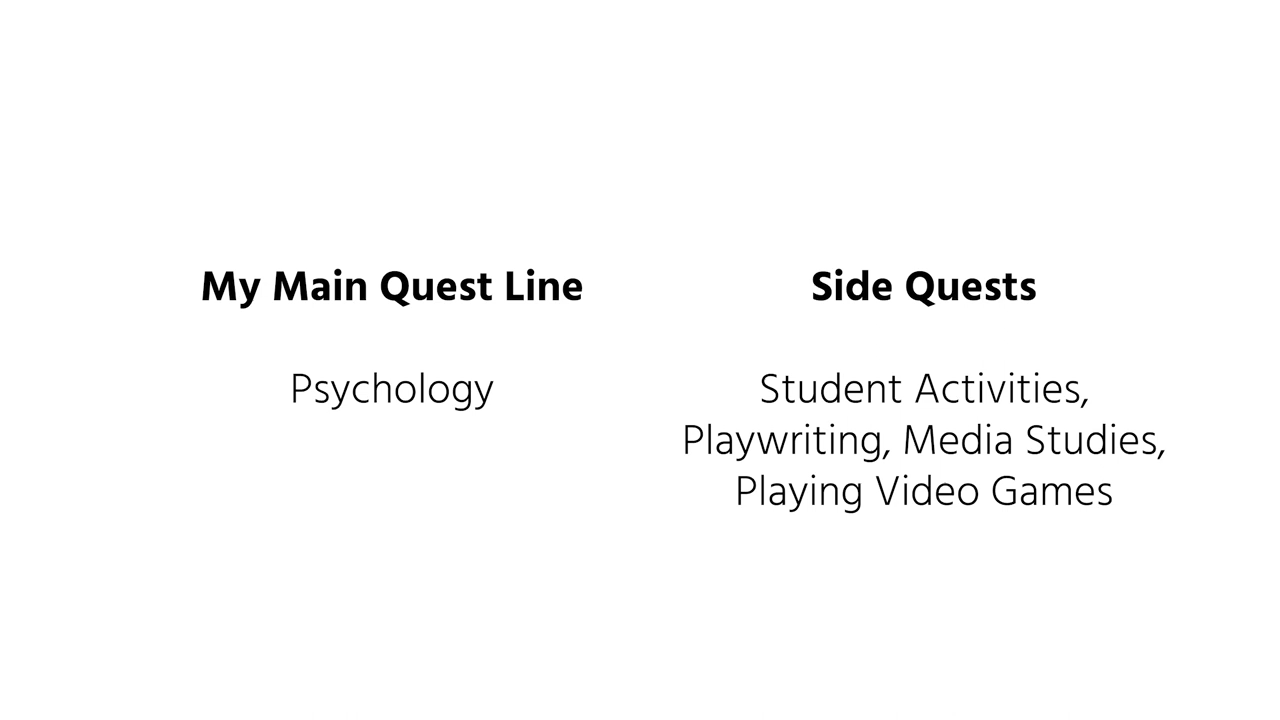 My Main Quest Line
Psychology
Side Quests
Student Activities,
Playwriting, Media Studies,
Playing Video Games